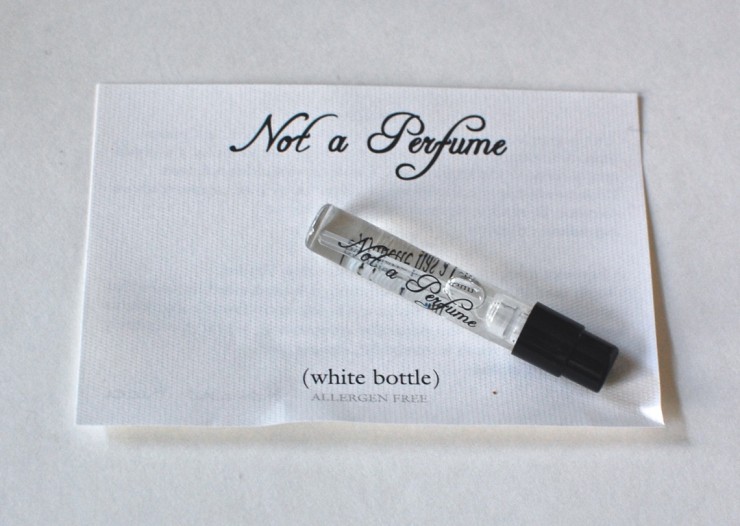 Not a Perfume
Not a Perfume
(white bottle)
ALLERGEN FREE